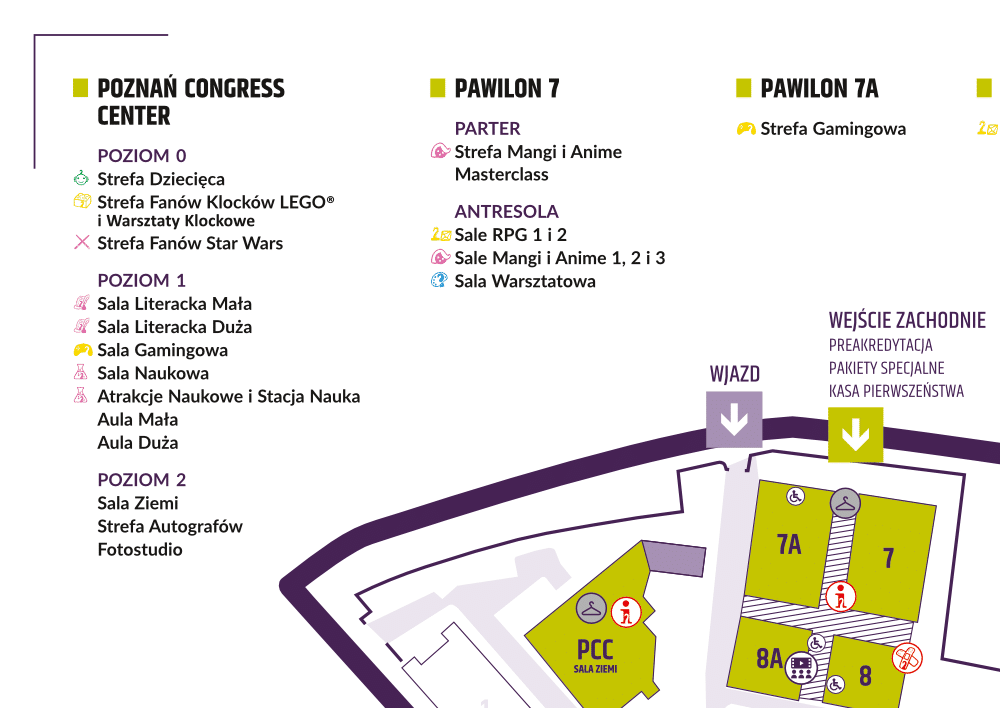 POZNAŃ CONGRESS
CENTER
POZIOM 0
Strefa Dziecięca
Strefa Fanów Klocków LEGO®
i Warsztaty Klockowe
Strefa Fanów Star Wars
POZIOM 1
Sala Literacka Mała
Sala Literacka Duża
Sala Gamingowa
Sala Naukowa
Atrakcje Naukowe i Stacja Nauka
Aula Mała
Aula Duża
POZIOM 2
Sala Ziemi
Strefa Autografów
Fotostudio
PAWILON 7
PARTER
Strefa Mangi i Anime
Masterclass
ANTRESOLA
Sale RPG 1 i 2
Sale Mangi i Anime 1, 2 i 3
Sala Warsztatowa
PAWILON 7A
Strefa Gamingowa
WEJŚCIE ZACHODNIE
PREAKREDYTACJA
PAKIETY SPECJALNE
KASA PIERWSZEŃSTWA
WJAZD
7A
7
PCC
SALA ZIEMI
8A
8